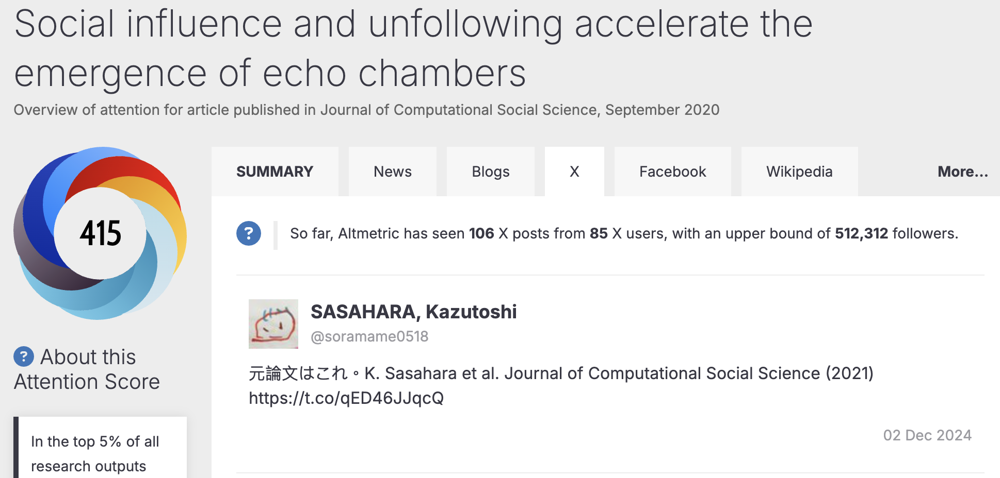 Social influence and unfollowing accelerate the
emergence of echo chambers
Overview of attention for article published in Journal of Computational Social Science, September 2020
415
SUMMARY
News
Blogs
X
Facebook
Wikipedia
More...
? So far, Altmetric has seen 106 X posts from 85 X users, with an upper bound of 512,312 followers.
SASAHARA, Kazutoshi
@soramame0518
元論文はこれ。K. Sasahara et al. Journal of Computational Social Science (2021)
https://t.co/qED46JJqcQ
02 Dec 2024
? About this
Attention Score
In the top 5% of all
research outputs